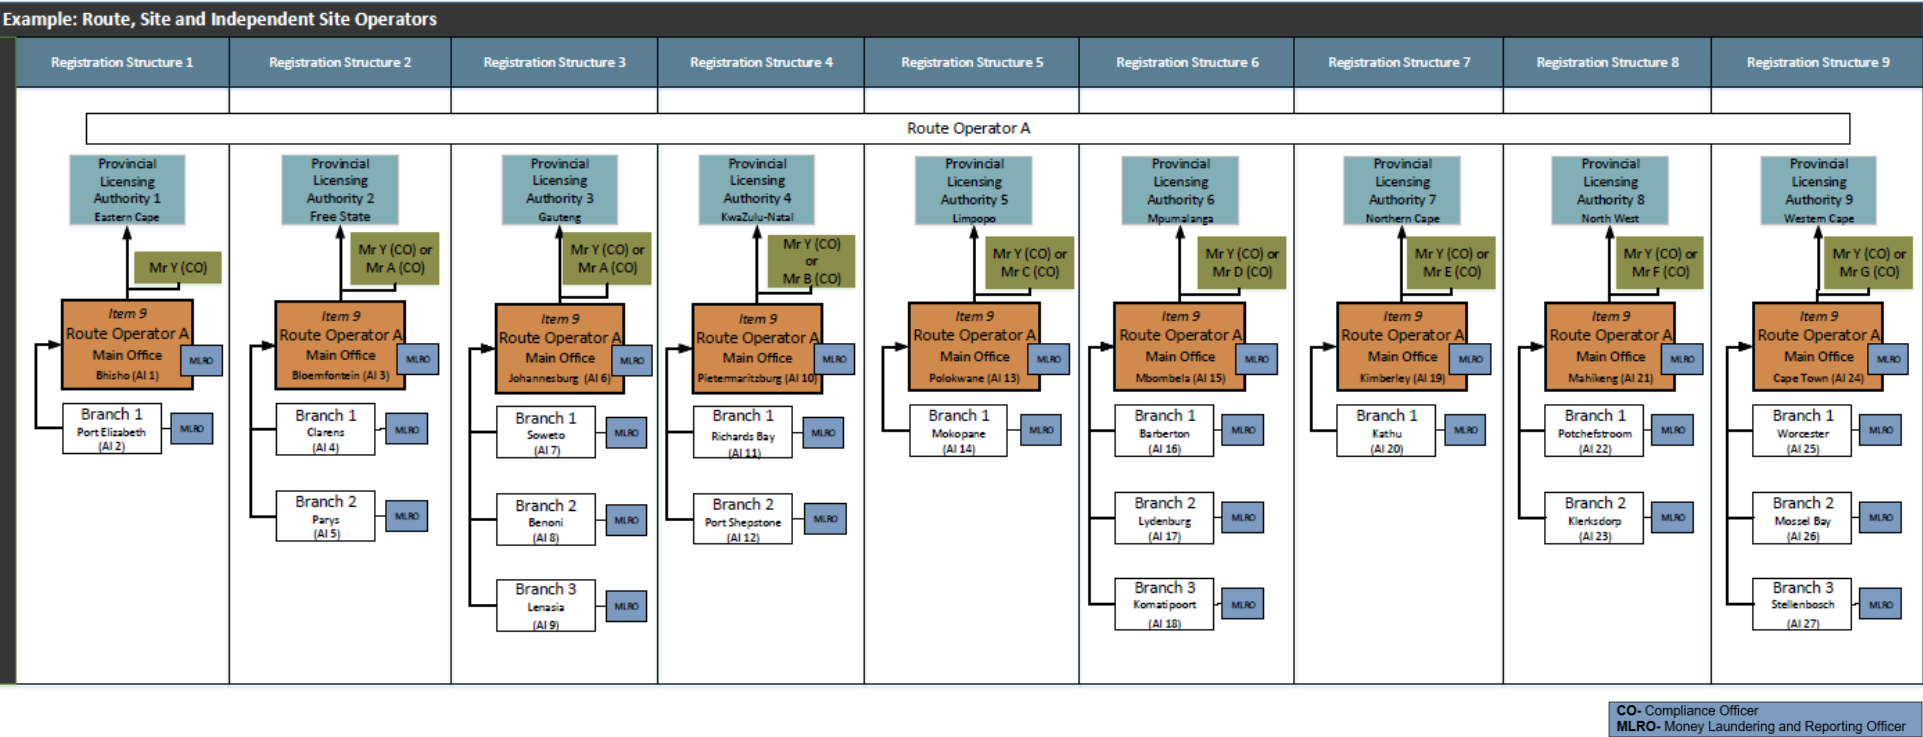 Example: Route, Site and Independent Site Operators
Registration Structure 1
Registration Structure 2
Registration Structure 3
Registration Structure 4
Registration Structure 5
Registration Structure 6
Registration Structure 7
Registration Structure 8
Registration Structure 9
Route Operator A
Provincial
Licensing
Authority 1
Eastern Cape
Mr Y (CO)
Item 9
Route Operator A
Main Office
Bhisho (AI 1)
MLRO
Branch 1
Port Elizabeth
(AI 2)
MLRO
Provincial
Licensing
Authority 2
Free State
Mr Y (CO) or
Mr A (CO)
Item 9
Route Operator A
Main Office
Bloemfontein (AI 3)
MLRO
Branch 1
Clarens
(AI 4)
MLRO
Branch 2
Parys
(AI 5)
MLRO
Provincial
Licensing
Authority 3
Gauteng
Mr Y (CO) or
Mr A (CO)
Item 9
Route Operator A
Main Office
Johannesburg (AI 6)
MLRO
Branch 1
Soweto
(AI 7)
MLRO
Branch 2
Benoni
(AI 8)
MLRO
Branch 3
Lenasia
(AI 9)
MLRO
Provincial
Licensing
Authority 4
KwaZulu-Natal
Mr Y (CO)
or
Mr B (CO)
Item 9
Route Operator A
Main Office
Pietermaritzburg (AI 10)
MLRO
Branch 1
Richards Bay
(AI 11)
MLRO
Branch 2
Port Shepstone
(AI 12)
MLRO
Provincial
Licensing
Authority 5
Limpopo
Mr Y (CO) or
Mr C (CO)
Item 9
Route Operator A
Main Office
Polokwane (AI 13)
MLRO
Branch 1
Mokopane
(AI 14)
MLRO
Provincial
Licensing
Authority 6
Mpumalanga
Mr Y (CO) or
Mr D (CO)
Item 9
Route Operator A
Main Office
Mbombela (AI 15)
MLRO
Branch 1
Barberton
(AI 16)
MLRO
Branch 2
Lydenburg
(AI 17)
MLRO
Branch 3
Komatipoort
(AI 18)
MLRO
Provincial
Licensing
Authority 7
Northern Cape
Mr Y (CO) or
Mr E (CO)
Item 9
Route Operator A
Main Office
Kimberley (AI 19)
MLRO
Branch 1
Kathu
(AI 20)
MLRO
Provincial
Licensing
Authority 8
North West
Mr Y (CO) or
Mr F (CO)
Item 9
Route Operator A
Main Office
Mahikeng (AI 21)
MLRO
Branch 1
Potchefstroom
(AI 22)
MLRO
Branch 2
Klerksdorp
(AI 23)
MLRO
Provincial
Licensing
Authority 9
Western Cape
Mr Y (CO) or
Mr G (CO)
Item 9
Route Operator A
Main Office
Cape Town (AI 24)
MLRO
Branch 1
Worcester
(AI 25)
MLRO
Branch 2
Mossel Bay
(AI 26)
MLRO
Branch 3
Stellenbosch
(AI 27)
MLRO
CO- Compliance Officer
MLRO- Money Laundering and Reporting Officer